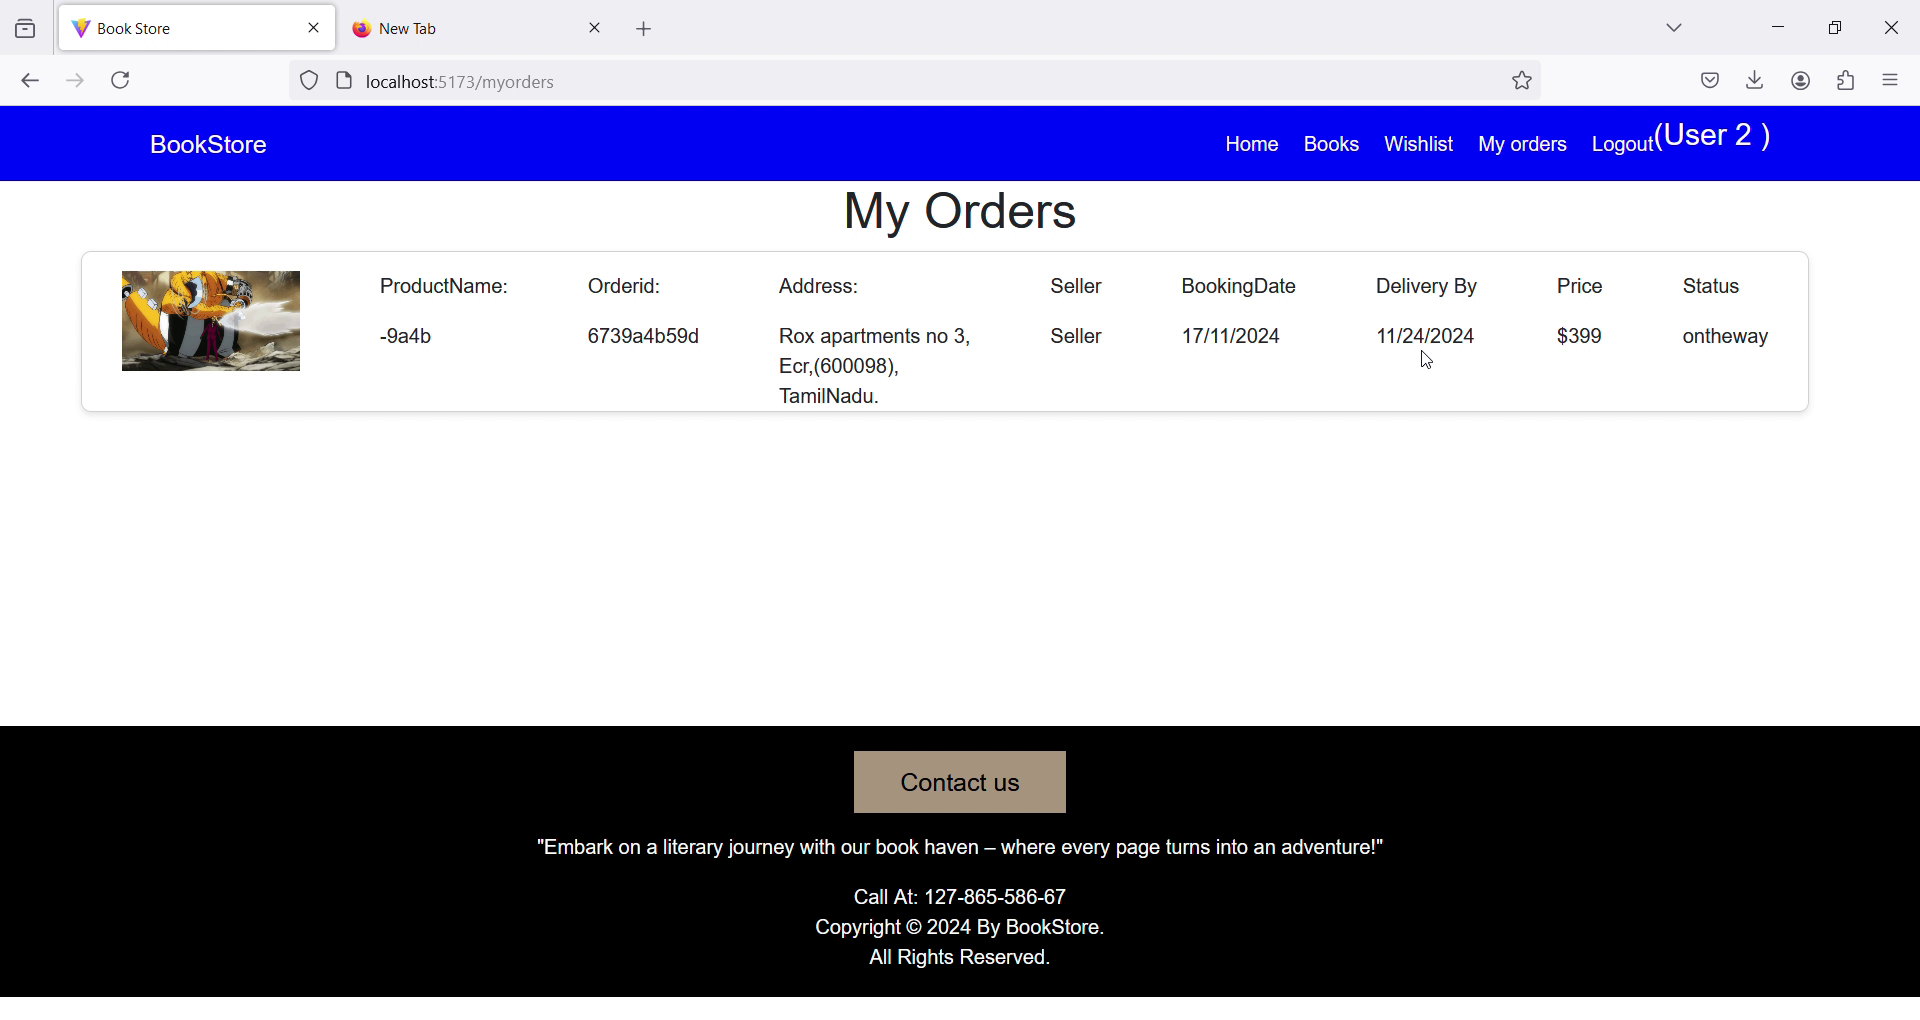 Book Store
New Tab
localhost:5173/myorders
BookStore
Home Books Wishlist My orders Logout(User 2 )
My Orders
ProductName: Orderid: Address: Seller BookingDate Delivery By Price Status
-9a4b 6739a4b59d Rox apartments no 3, Seller 17/11/2024 11/24/2024 $399 ontheway
Ecr,(600098),
TamilNadu.
Contact us
"Embark on a literary journey with our book haven – where every page turns into an adventure!"
Call At: 127-865-586-67
Copyright © 2024 By BookStore.
All Rights Reserved.